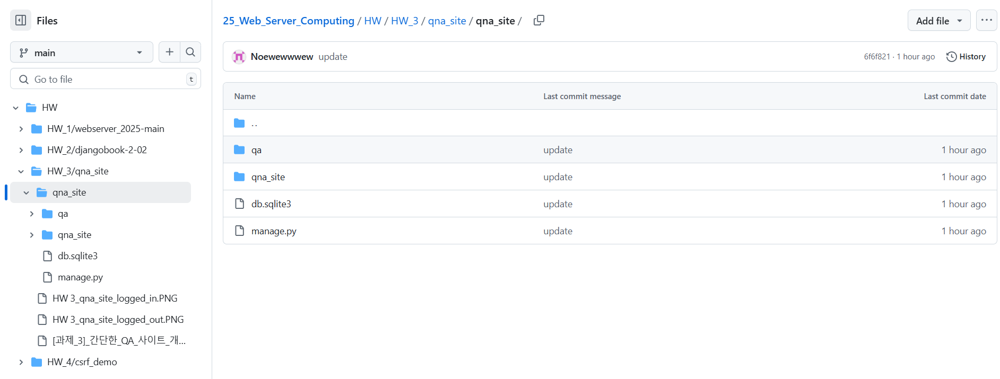 Files
main
Go to file
t
HW
HW_1/webserver_2025-main
HW_2/djangobook-2-02
HW_3/qna_site
qna_site
qa
qna_site
db.sqlite3
manage.py
HW 3_qna_site_logged_in.PNG
HW 3_qna_site_logged_out.PNG
[과제_3]_간단한_QA_사이트_개...
HW_4/csrf_demo
25_Web_Server_Computing / HW / HW_3 / qna_site / qna_site /
Add file
Noewewwwew update
6f6f821 · 1 hour ago
History
Name Last commit message Last commit date
..
qa update 1 hour ago
qna_site update 1 hour ago
db.sqlite3 update 1 hour ago
manage.py update 1 hour ago